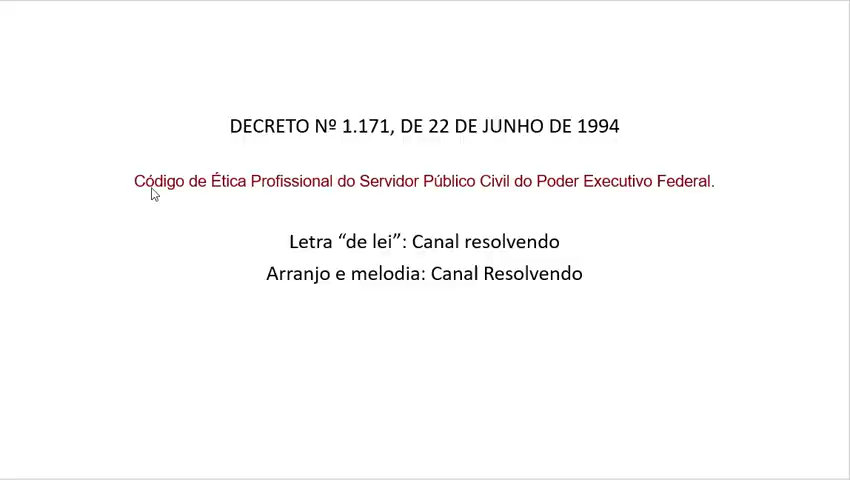 DECRETO Nº 1.171, DE 22 DE JUNHO DE 1994
Código de Ética Profissional do Servidor Público Civil do Poder Executivo Federal.
Letra “de lei”: Canal resolvendo
Arranjo e melodia: Canal Resolvendo